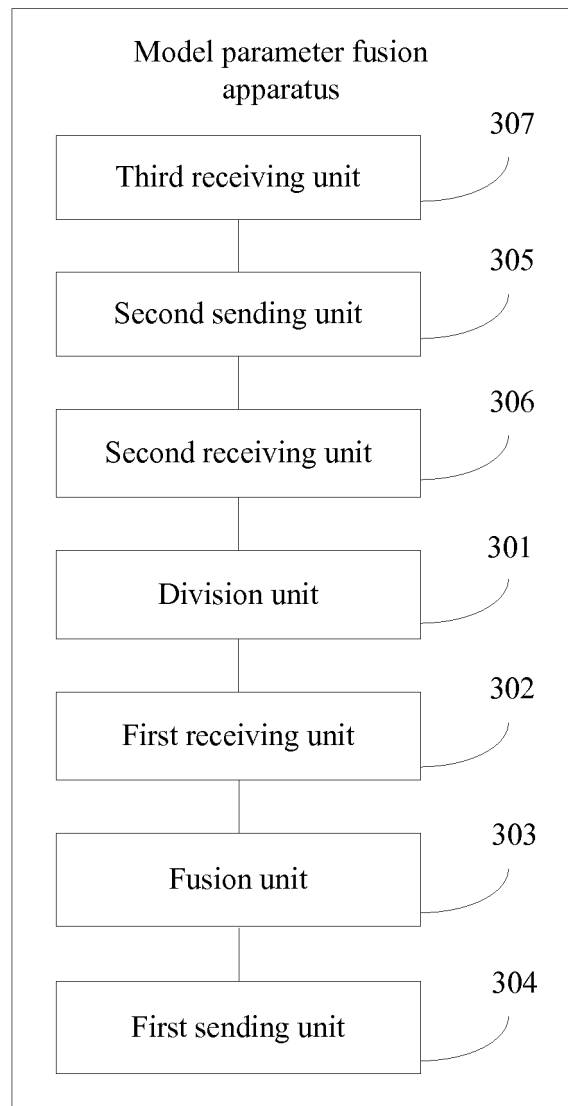 Model parameter fusion
apparatus
307
Third receiving unit
305
Second sending unit
306
Second receiving unit
301
Division unit
302
First receiving unit
303
Fusion unit
304
First sending unit